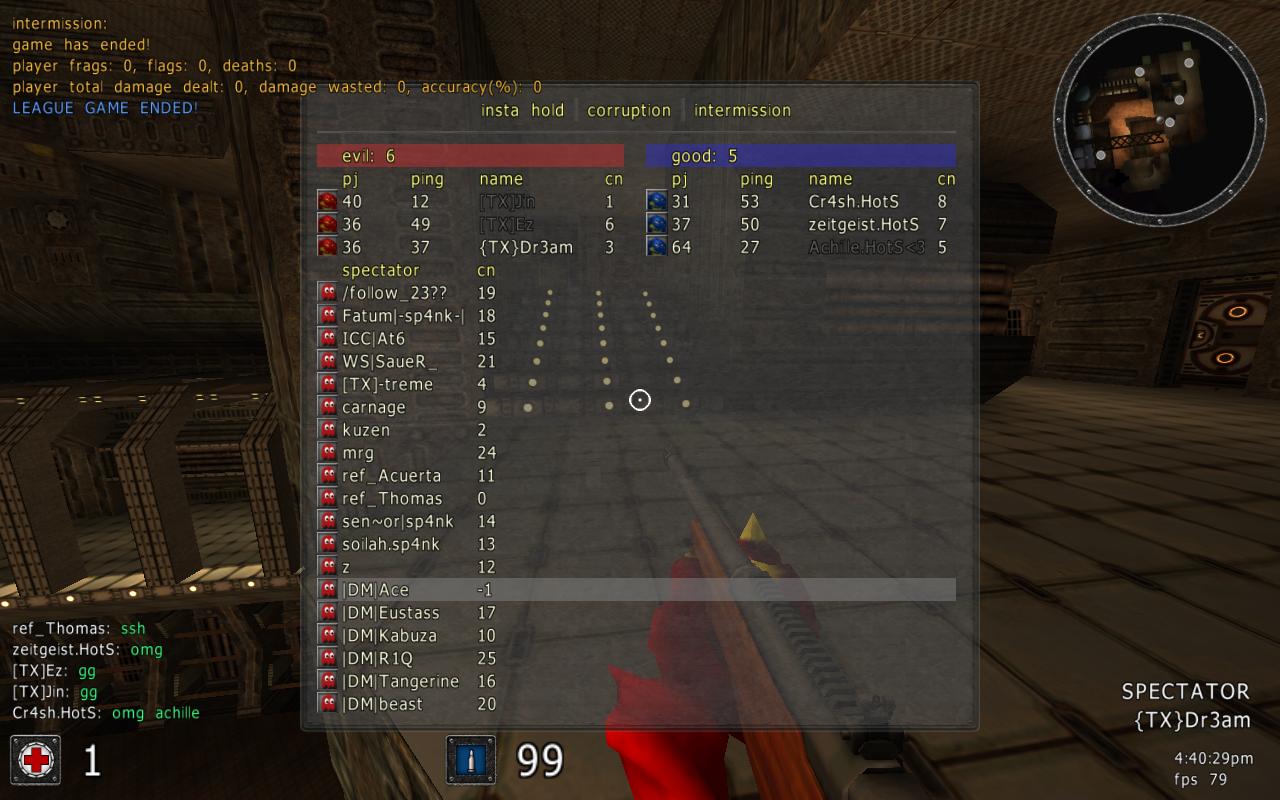 intermission:
game has ended!
player frags: 0, flags: 0, deaths: 0
player total damage dealt: 0, damage wasted: 0, accuracy(%): 0
LEAGUE GAME ENDED!
insta hold corruption intermission
evil: 6 good: 5
pj ping name cn pj ping name cn
40 12 [TX]Jin 1 31 53 Cr4sh.HotS 8
36 49 [TX]Ez 6 37 50 zeitgeist.HotS 7
36 37 {TX}Dr3am 3 64 27 Achile.HotS<3 5
spectator cn
/follow_23?? 19
Fatum|-sp4nk-| 18
ICC|At6 15
WS|SaueR_ 21
[TX]-treme 4
carnage 9
kuzen 2
mrg 24
ref_Acuerta 11
ref_Thomas 0
sen~or|sp4nk 14
soilah.sp4nk 13
z 12
|DM|Ace -1
|DM|Eustass 17
|DM|Kabuza 10
|DM|R1Q 25
|DM|Tangerine 16
|DM|beast 20
ref_Thomas: ssh
zeitgeist.HotS: omg
[TX]Ez: gg
[TX]Jin: gg
Cr4sh.HotS: omg achille
1
99
SPECTATOR
{TX}Dr3am
4:40:29pm
fps 79